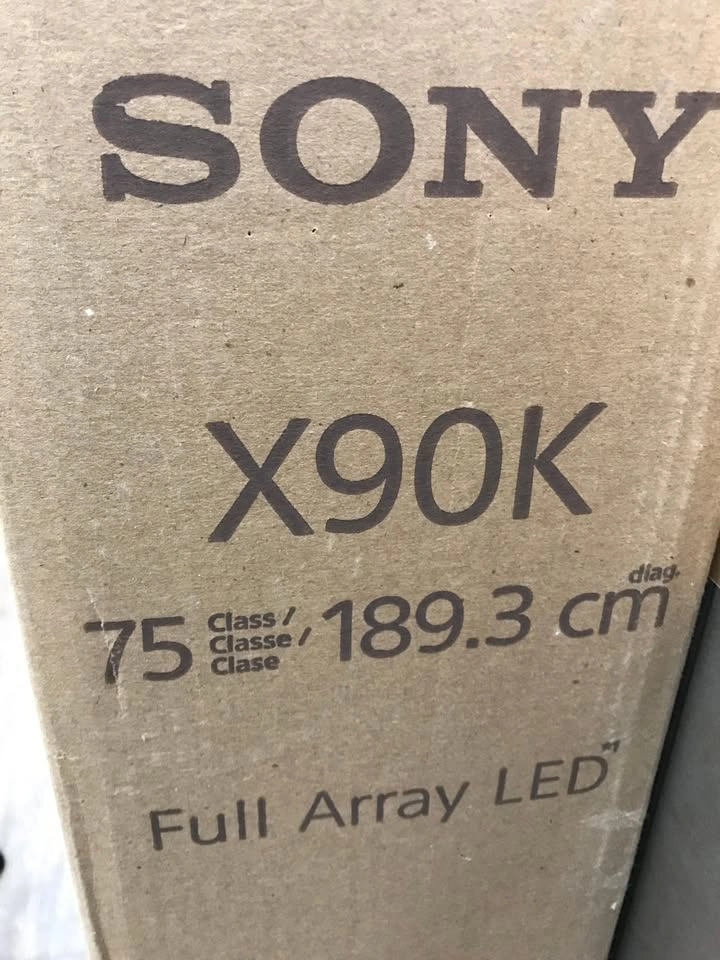 SONY
X90K
75 Class / Classe / Clase 189.3 cm diag.
Full Array LED*1